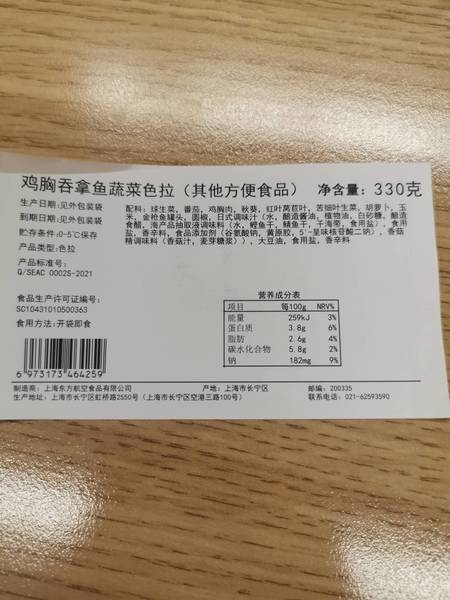 鸡胸吞拿鱼蔬菜色拉（其他方便食品） 净含量：330克
生产日期：见外包装袋
到期日期：见外包装袋
贮存条件：0-5℃保存
产品类型：色拉
产品标准号：
Q/SEAC 0002S-2021
配料：球生菜，番茄，鸡胸肉，秋葵，红叶莴苣叶，苦细叶生菜，胡萝卜，玉
米，金枪鱼罐头，圆椒，日式调味汁（水，酿造酱油，植物油，白砂糖，酿造
食醋，海产品抽取液调味料（水，鲣鱼干，鲭鱼干，干海带，食用盐），食用
盐，香辛料，食品添加剂（谷氨酸钠，黄原胶，5'-呈味核苷酸二钠），香菇
精调味料（香菇汁，麦芽糖浆）），大豆油，食用盐，香辛料
食品生产许可证编号：
SC10431010500363
食用方法：开袋即食
营养成分表
项目 每100g NRV%
能量 259kJ 3%
蛋白质 3.8g 6%
脂肪 2.6g 4%
碳水化合物 5.8g 2%
钠 182mg 9%
6 973173 464259
制造商：上海东方航空食品有限公司 产地：上海市长宁区 邮编：200335
生产地址：上海市长宁区虹桥路2550号（上海市长宁区空港三路100号） 联系电话：021-62593590